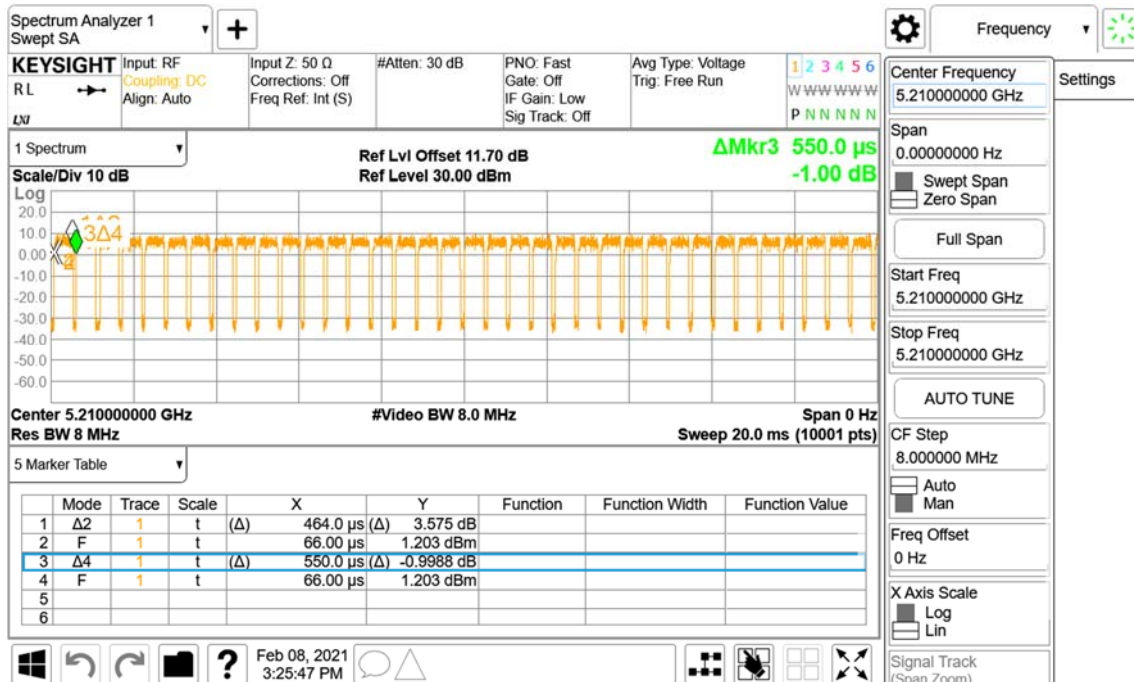 Spectrum Analyzer 1
Swept SA
Frequency
KEYSIGHT
RL
LXI
Input: RF
Coupling: DC
Align: Auto
Input Z: 50 Ω
Corrections: Off
Freq Ref: Int (S)
#Atten: 30 dB
PNO: Fast
Gate: Off
IF Gain: Low
Sig Track: Off
Avg Type: Voltage
Trig: Free Run
1 2 3 4 5 6
W W W W W W
P N N N N N
1 Spectrum
Scale/Div 10 dB
Ref Lvl Offset 11.70 dB
Ref Level 30.00 dBm
ΔMkr3 550.0 µs
-1.00 dB
Log
20.0
10.0
0.00
-10.0
-20.0
-30.0
-40.0
-50.0
-60.0
3Δ4
Center 5.210000000 GHz
#Video BW 8.0 MHz
Span 0 Hz
Res BW 8 MHz
Sweep 20.0 ms (10001 pts)
5 Marker Table
Mode Trace Scale X Y Function Function Width Function Value
1 Δ2 1 t (Δ) 464.0 µs (Δ) 3.575 dB
2 F 1 t 66.00 µs 1.203 dBm
3 Δ4 1 t (Δ) 550.0 µs (Δ) -0.9988 dB
4 F 1 t 66.00 µs 1.203 dBm
5
6
?
Feb 08, 2021
3:25:47 PM
Center Frequency
5.210000000 GHz
Settings
Span
0.00000000 Hz
Swept Span
Zero Span
Full Span
Start Freq
5.210000000 GHz
Stop Freq
5.210000000 GHz
AUTO TUNE
CF Step
8.000000 MHz
Auto
Man
Freq Offset
0 Hz
X Axis Scale
Log
Lin
Signal Track
(Span Zoom)